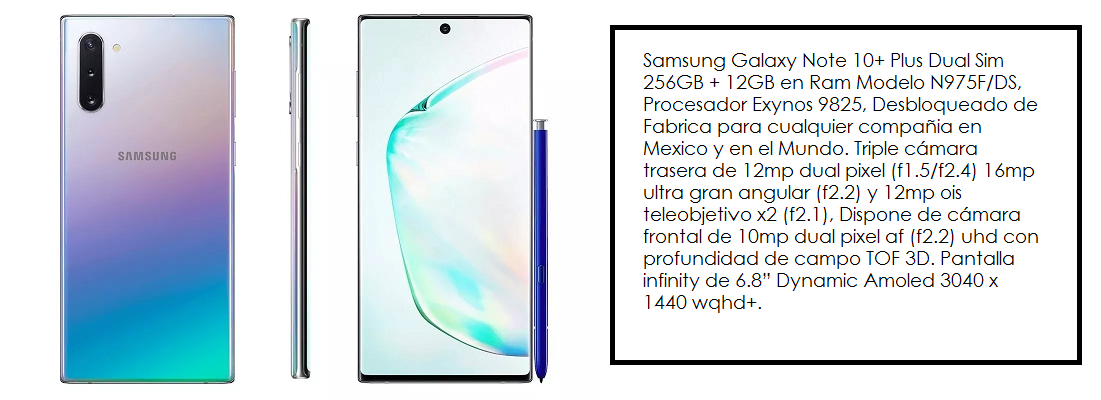 SAMSUNG
Samsung Galaxy Note 10+ Plus Dual Sim
256GB + 12GB en Ram Modelo N975F/DS,
Procesador Exynos 9825, Desbloqueado de
Fabrica para cualquier compañia en
Mexico y en el Mundo. Triple cámara
trasera de 12mp dual pixel (f1.5/f2.4) 16mp
ultra gran angular (f2.2) y 12mp ois
teleobjetivo x2 (f2.1), Dispone de cámara
frontal de 10mp dual pixel af (f2.2) uhd con
profundidad de campo TOF 3D. Pantalla
infinity de 6.8” Dynamic Amoled 3040 x
1440 wqhd+.